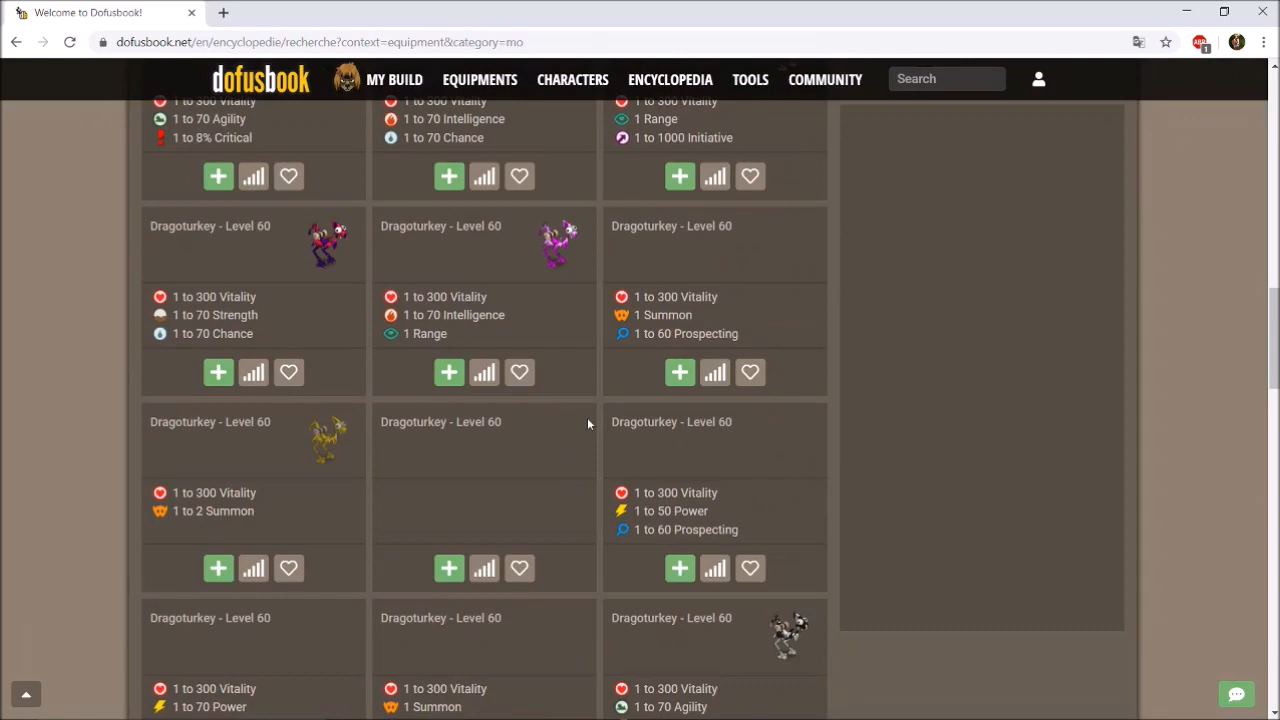 Welcome to Dofusbook!
dofusbook.net/en/encyclopedie/recherche?context=equipment&category=mo
ABP
1
dofusbook
MY BUILD
EQUIPMENTS
CHARACTERS
ENCYCLOPEDIA
TOOLS
COMMUNITY
Search
1 to 300 Vitality
1 to 70 Agility
1 to 8% Critical
1 to 300 Vitality
1 to 70 Intelligence
1 to 70 Chance
1 to 300 Vitality
1 Range
1 to 1000 Initiative
Dragoturkey - Level 60
1 to 300 Vitality
1 to 70 Strength
1 to 70 Chance
Dragoturkey - Level 60
1 to 300 Vitality
1 to 70 Intelligence
1 Range
Dragoturkey - Level 60
1 to 300 Vitality
1 Summon
1 to 60 Prospecting
Dragoturkey - Level 60
1 to 300 Vitality
1 to 2 Summon
Dragoturkey - Level 60
Dragoturkey - Level 60
1 to 300 Vitality
1 to 50 Power
1 to 60 Prospecting
Dragoturkey - Level 60
1 to 300 Vitality
1 to 70 Power
Dragoturkey - Level 60
1 to 300 Vitality
1 Summon
Dragoturkey - Level 60
1 to 300 Vitality
1 to 70 Agility